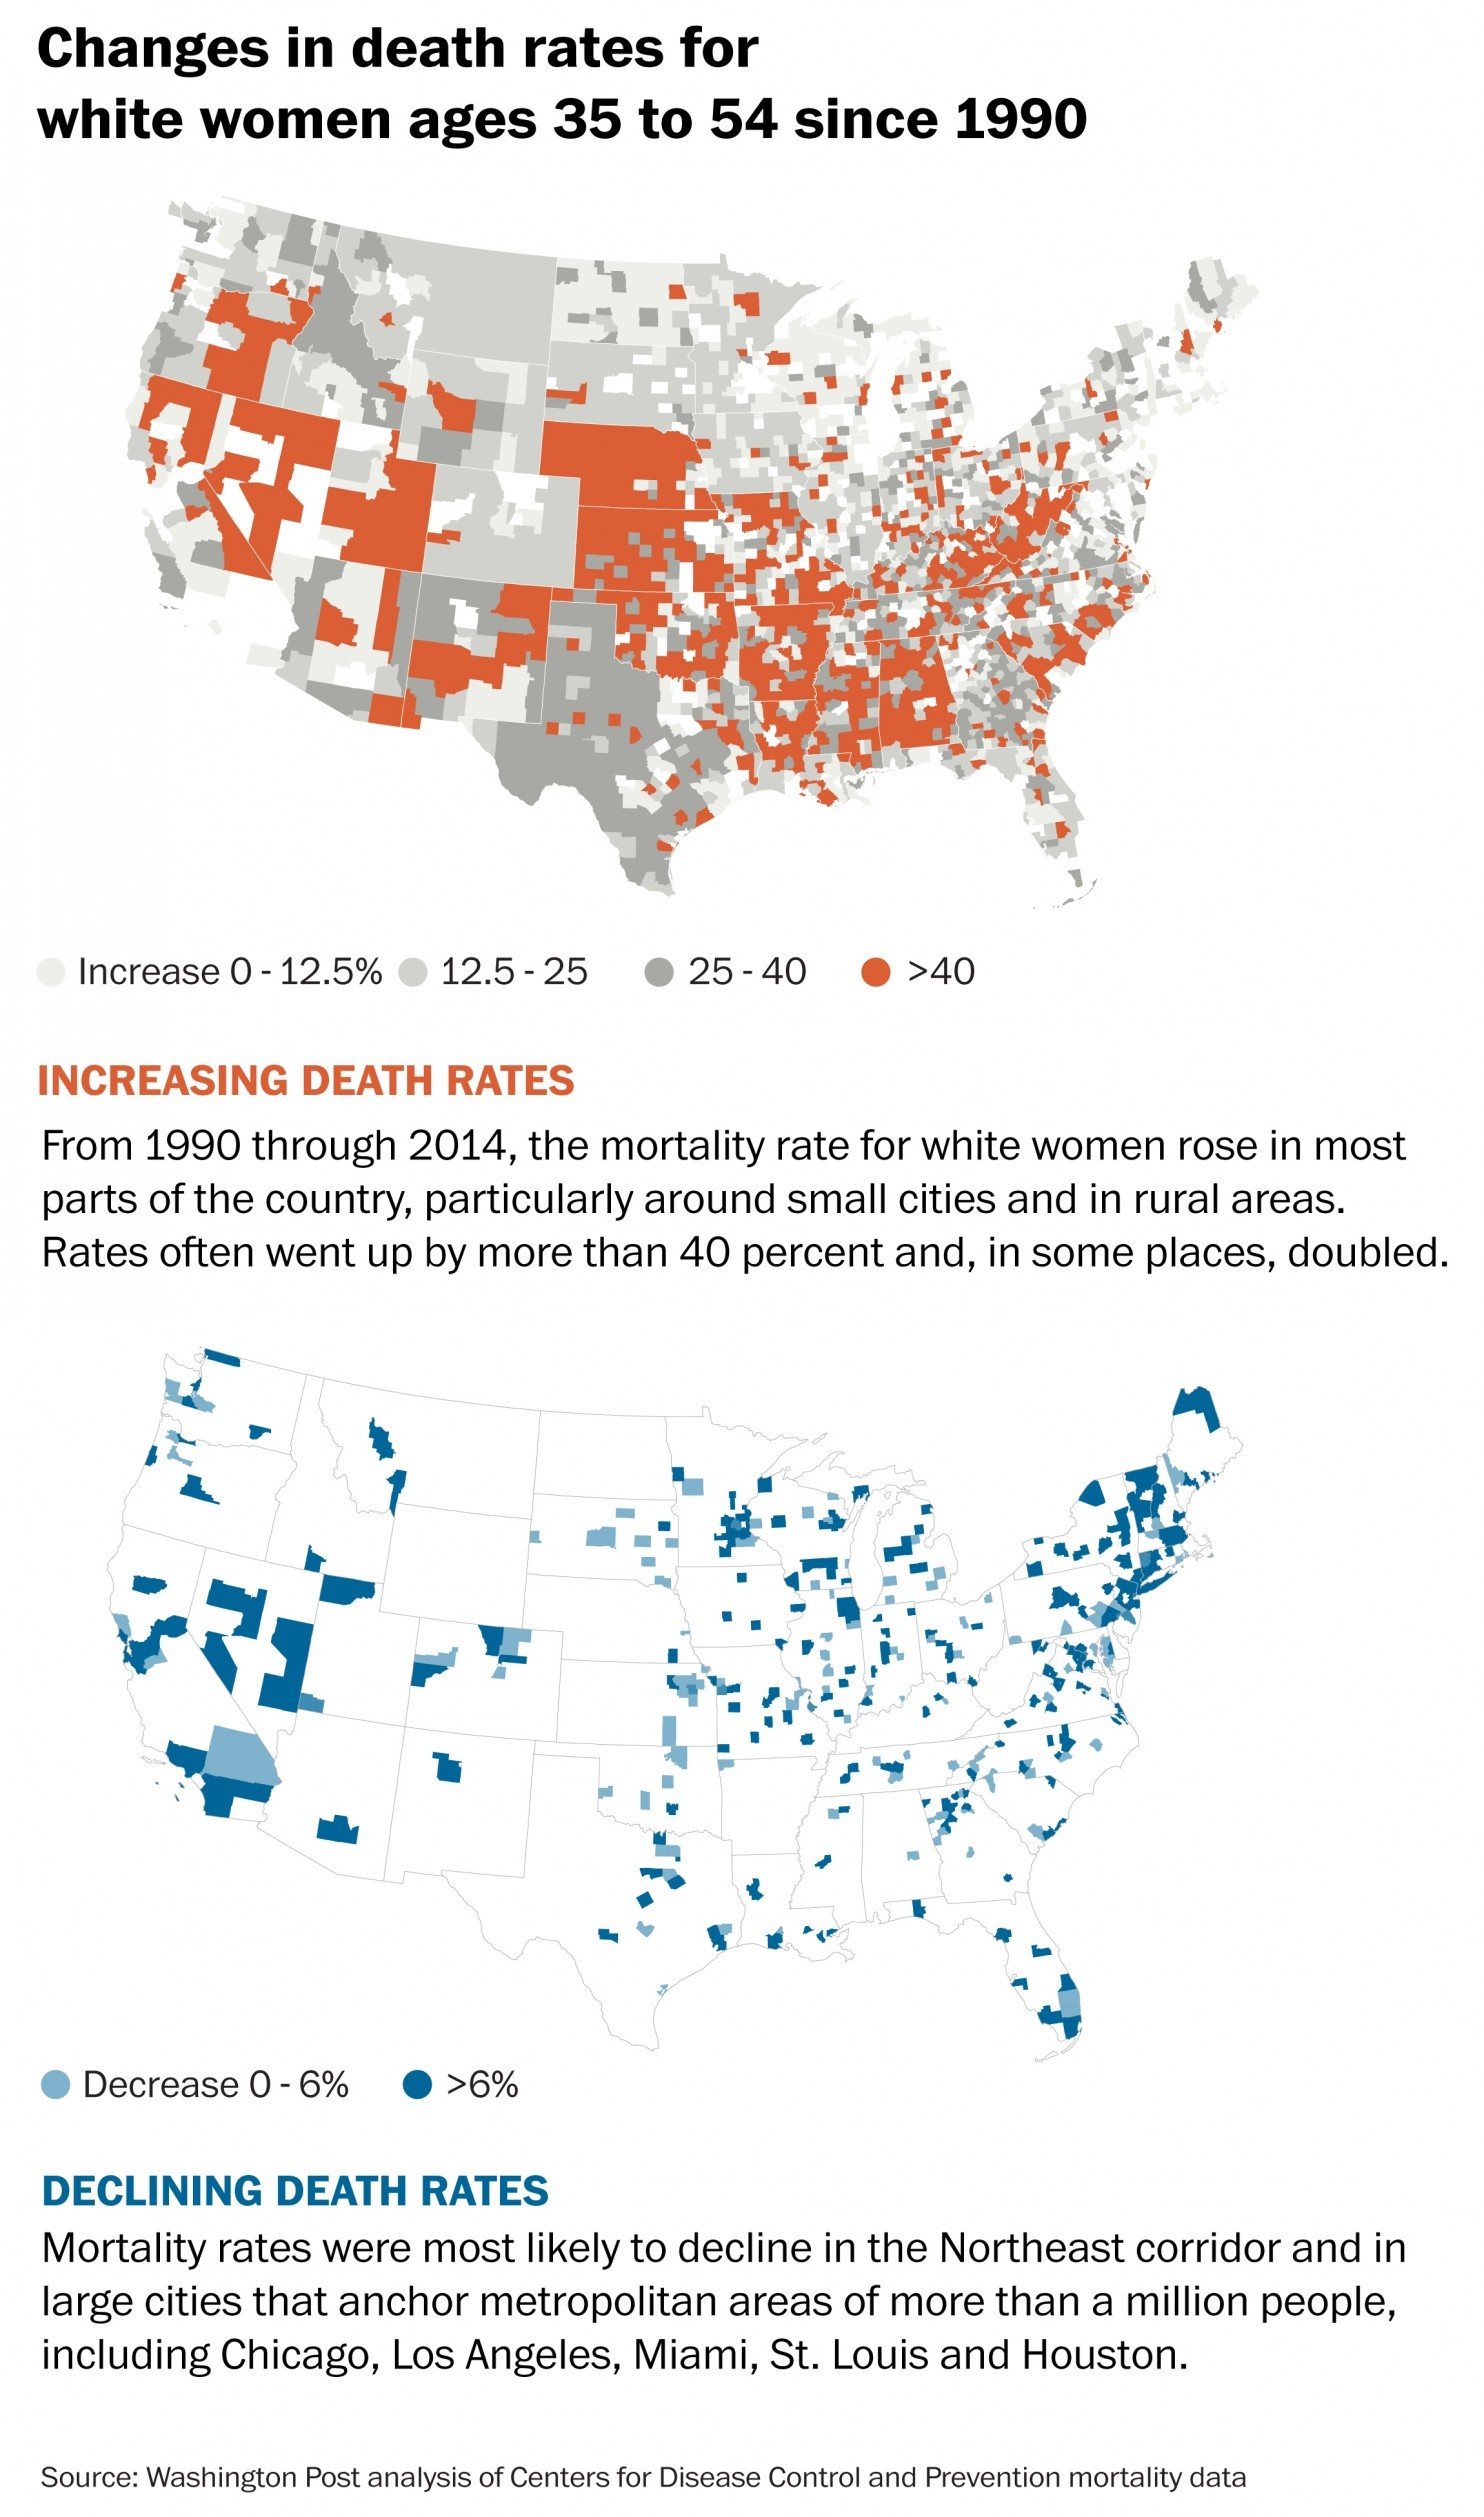 Changes in death rates for
white women ages 35 to 54 since 1990
Increase 0 - 12.5% 12.5 - 25 25 - 40 >40
INCREASING DEATH RATES
From 1990 through 2014, the mortality rate for white women rose in most
parts of the country, particularly around small cities and in rural areas.
Rates often went up by more than 40 percent and, in some places, doubled.
Decrease 0 - 6% >6%
DECLINING DEATH RATES
Mortality rates were most likely to decline in the Northeast corridor and in
large cities that anchor metropolitan areas of more than a million people,
including Chicago, Los Angeles, Miami, St. Louis and Houston.
Source: Washington Post analysis of Centers for Disease Control and Prevention mortality data